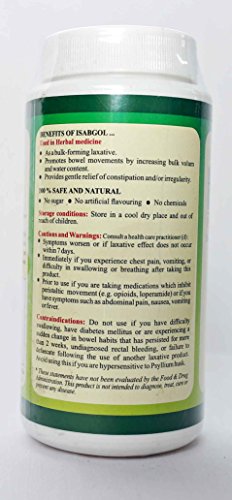 BENEFITS OF ISABGOL ...
Used in Herbal medicine
• As a bulk-forming laxative.
• Promotes bowel movements by increasing bulk volum
and water content.
• Provides gentle relief of constipation and/or irregularity.
100 % SAFE AND NATURAL
• No sugar • No artificial flavouring • No chemicals
Storage conditions: Store in a cool dry place and out of
reach of children.
Cautions and Warnings: Consult a health care practitioner if:
• Symptoms worsen or if laxative effect does not occur
within 7 days.
• Immediately if you experience chest pain, vomiting, or
difficulty in swallowing or breathing after taking this
product.
• Prior to use if you are taking medications which inhibit
peristaltic movement (e.g. opioids, loperamide) or if you
have symptoms such as abdominal pain, nausea, vomiting
or fever.
Contraindications: Do not use if you have difficulty
swallowing, have diabetes mellitus or are experiencing a
sudden change in bowel habits that has persisted for more
than 2 weeks, undiagnosed rectal bleeding, or failure to
defecate following the use of another laxative product.
Avoid using this if you are hypersensitive to Psyllium husk.
* These statements have not been evaluated by the Food & Drug
Administration. This product is not intended to diagnose, treat, cure or
prevent any disease.